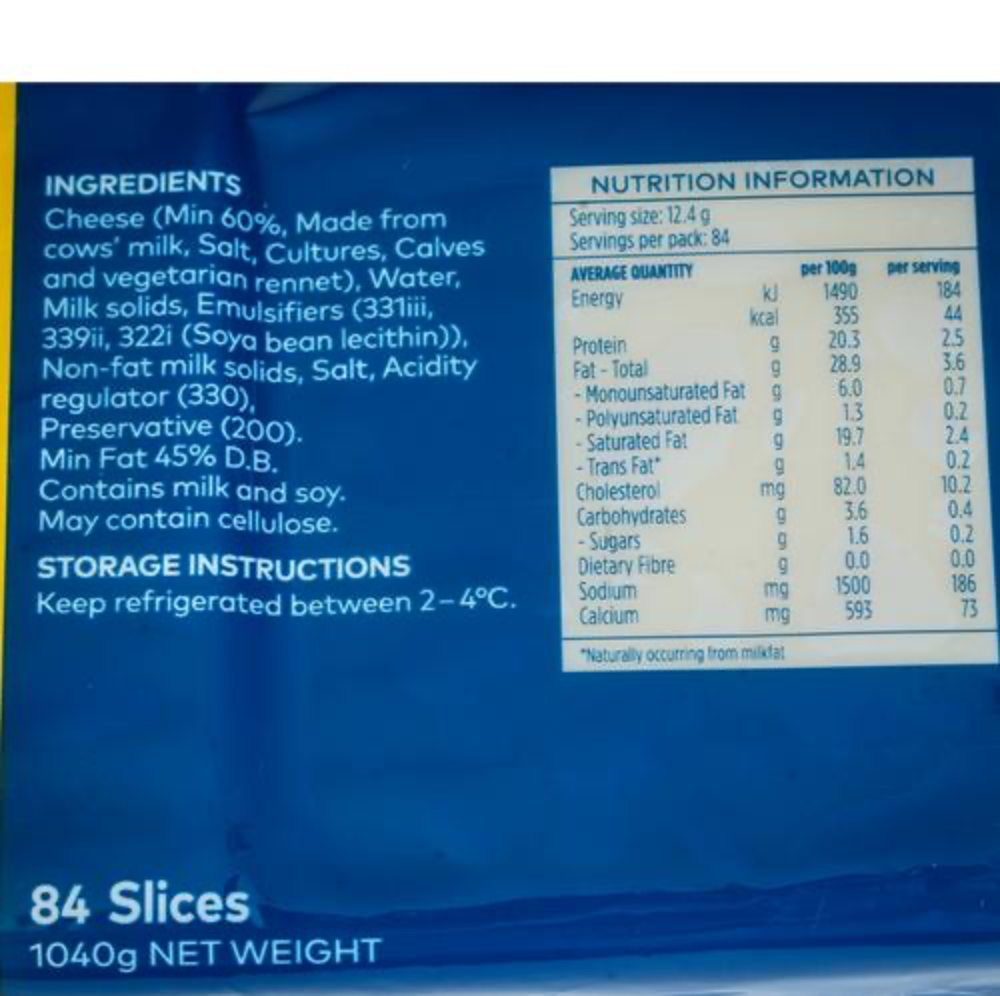 INGREDIENTS
Cheese (Min 60%, Made from
cows' milk, Salt, Cultures, Calves
and vegetarian rennet), Water,
Milk solids, Emulsifiers (331iii,
339ii, 322i (Soya bean lecithin)),
Non-fat milk solids, Salt, Acidity
regulator (330),
Preservative (200).
Min Fat 45% D.B.
Contains milk and soy.
May contain cellulose.
STORAGE INSTRUCTIONS
Keep refrigerated between 2–4°C.
84 Slices
1040g NET WEIGHT
NUTRITION INFORMATION
Serving size: 12.4 g
Servings per pack: 84
AVERAGE QUANTITY per 100g per serving
Energy kJ 1490 184
kcal 355 44
Protein g 20.3 2.5
Fat - Total g 28.9 3.6
- Monounsaturated Fat g 6.0 0.7
- Polyunsaturated Fat g 1.3 0.2
- Saturated Fat g 19.7 2.4
- Trans Fat* g 1.4 0.2
Cholesterol mg 82.0 10.2
Carbohydrates g 3.6 0.4
- Sugars g 1.6 0.2
Dietary Fibre g 0.0 0.0
Sodium mg 1500 186
Calcium mg 593 73
*Naturally occurring from milkfat